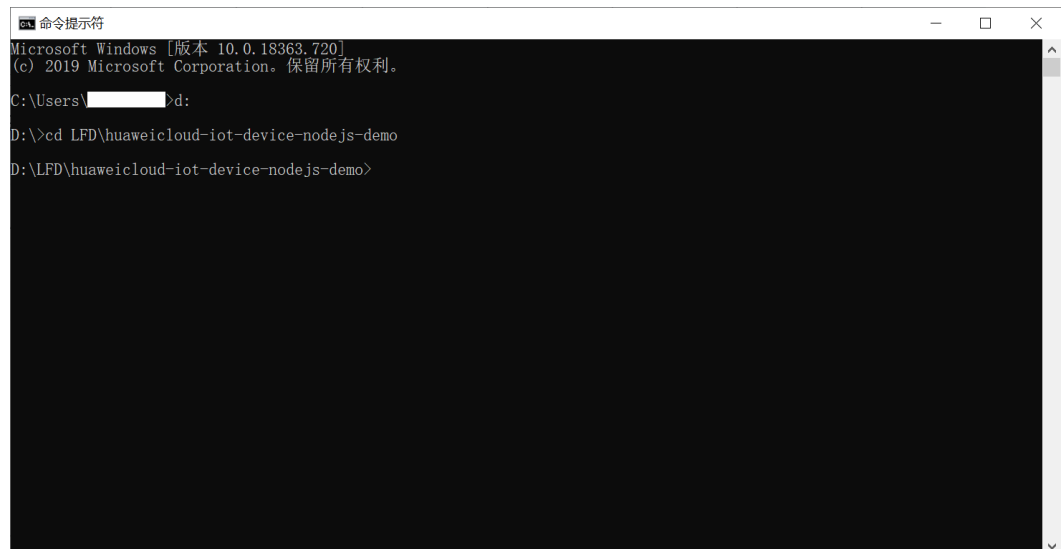 命令提示符
Microsoft Windows [版本 10.0.18363.720]
(c) 2019 Microsoft Corporation。保留所有权利。
C:\Users\>d:
D:\>cd LFD\huaweicloud-iot-device-nodejs-demo
D:\LFD\huaweicloud-iot-device-nodejs-demo>